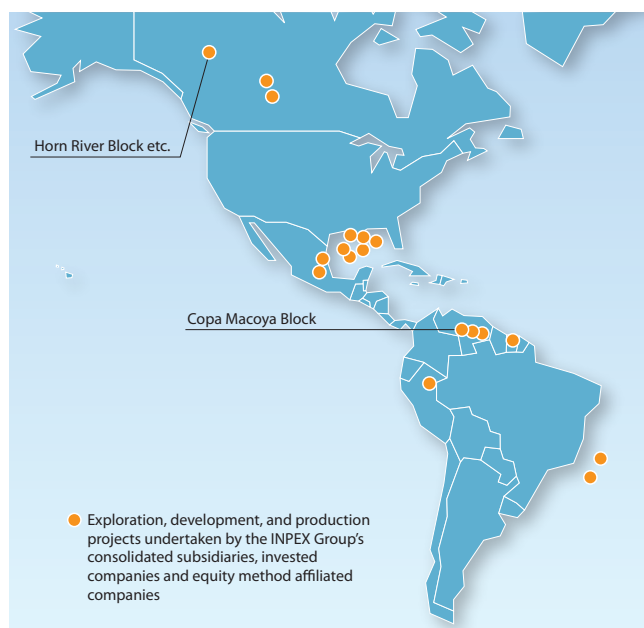 Horn River Block etc.
Copa Macoya Block
Exploration, development, and production
projects undertaken by the INPEX Group’s
consolidated subsidiaries, invested
companies and equity method affiliated
companies